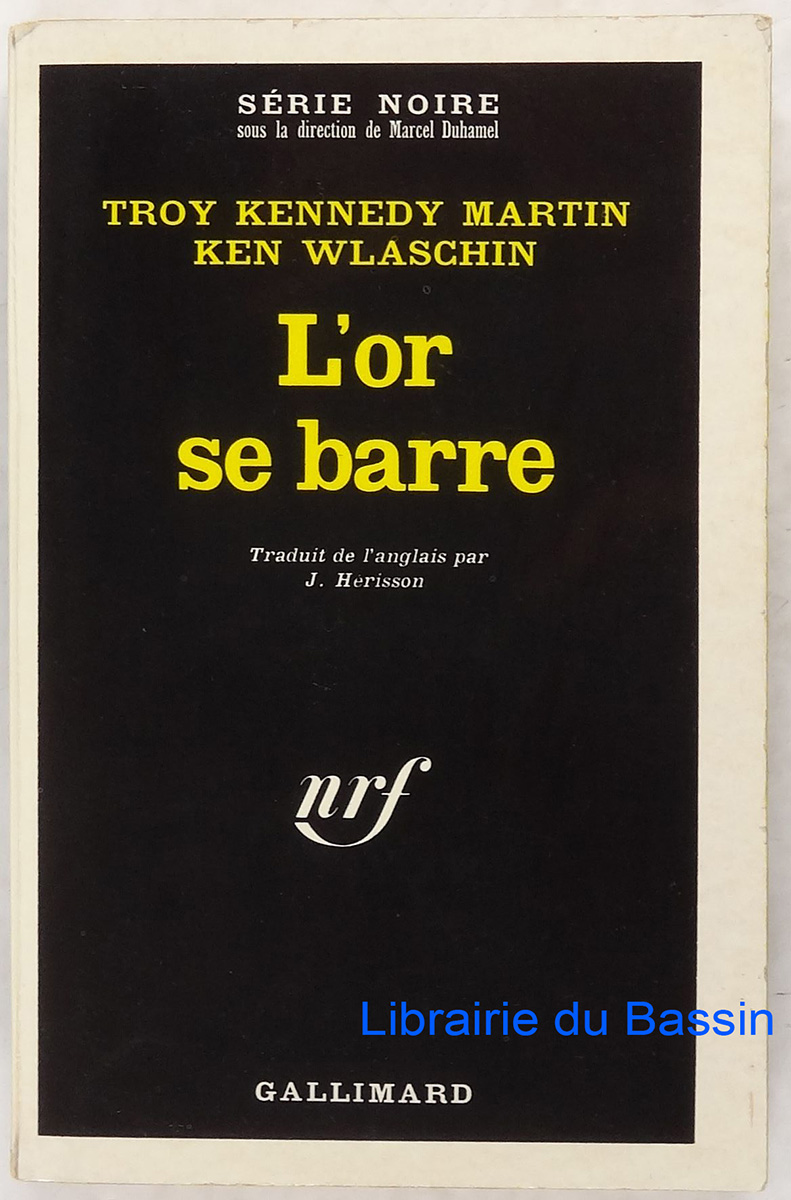 SÉRIE NOIRE
sous la direction de Marcel Duhamel
TROY KENNEDY MARTIN
KEN WLASCHIN
L'or
se barre
Traduit de l'anglais par
J. Hérisson
nrf
Librairie du Bassin
GALLIMARD